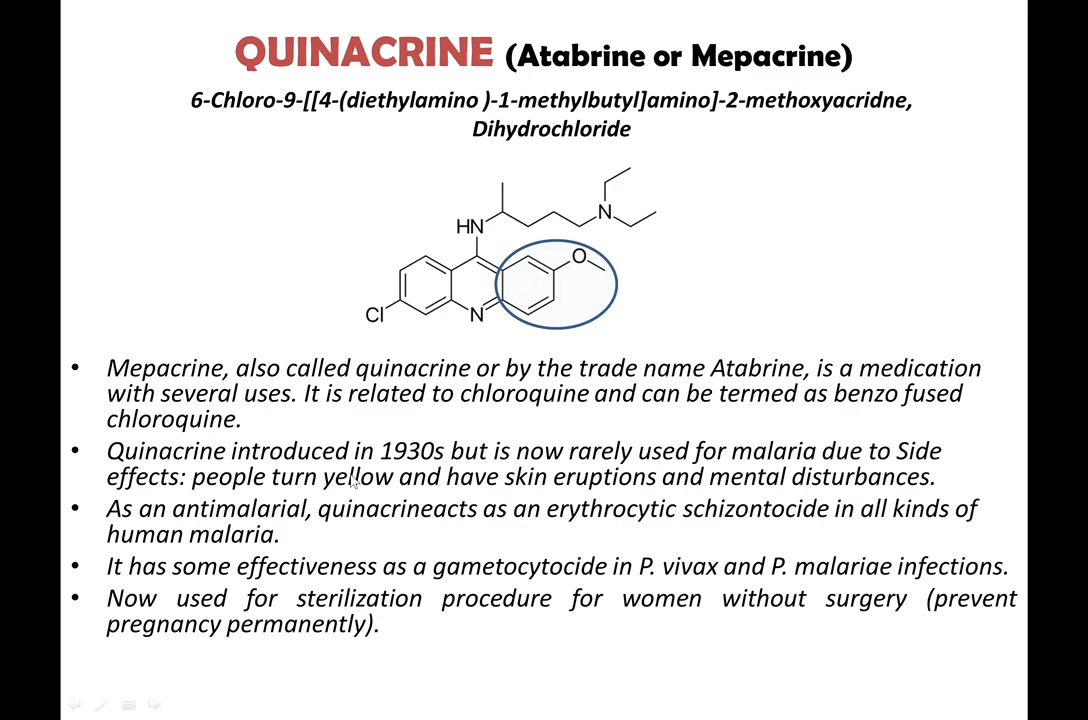 QUINACRINE (Atabrine or Mepacrine)
6-Chloro-9-[[4-(diethylamino )-1-methylbutyl]amino]-2-methoxyacridne,
Dihydrochloride
HN
N
O
Cl
N
• Mepacrine, also called quinacrine or by the trade name Atabrine, is a medication
with several uses. It is related to chloroquine and can be termed as benzo fused
chloroquine.
• Quinacrine introduced in 1930s but is now rarely used for malaria due to Side
effects: people turn yellow and have skin eruptions and mental disturbances.
• As an antimalarial, quinacrineacts as an erythrocytic schizontocide in all kinds of
human malaria.
• It has some effectiveness as a gametocytocide in P. vivax and P. malariae infections.
• Now used for sterilization procedure for women without surgery (prevent
pregnancy permanently).